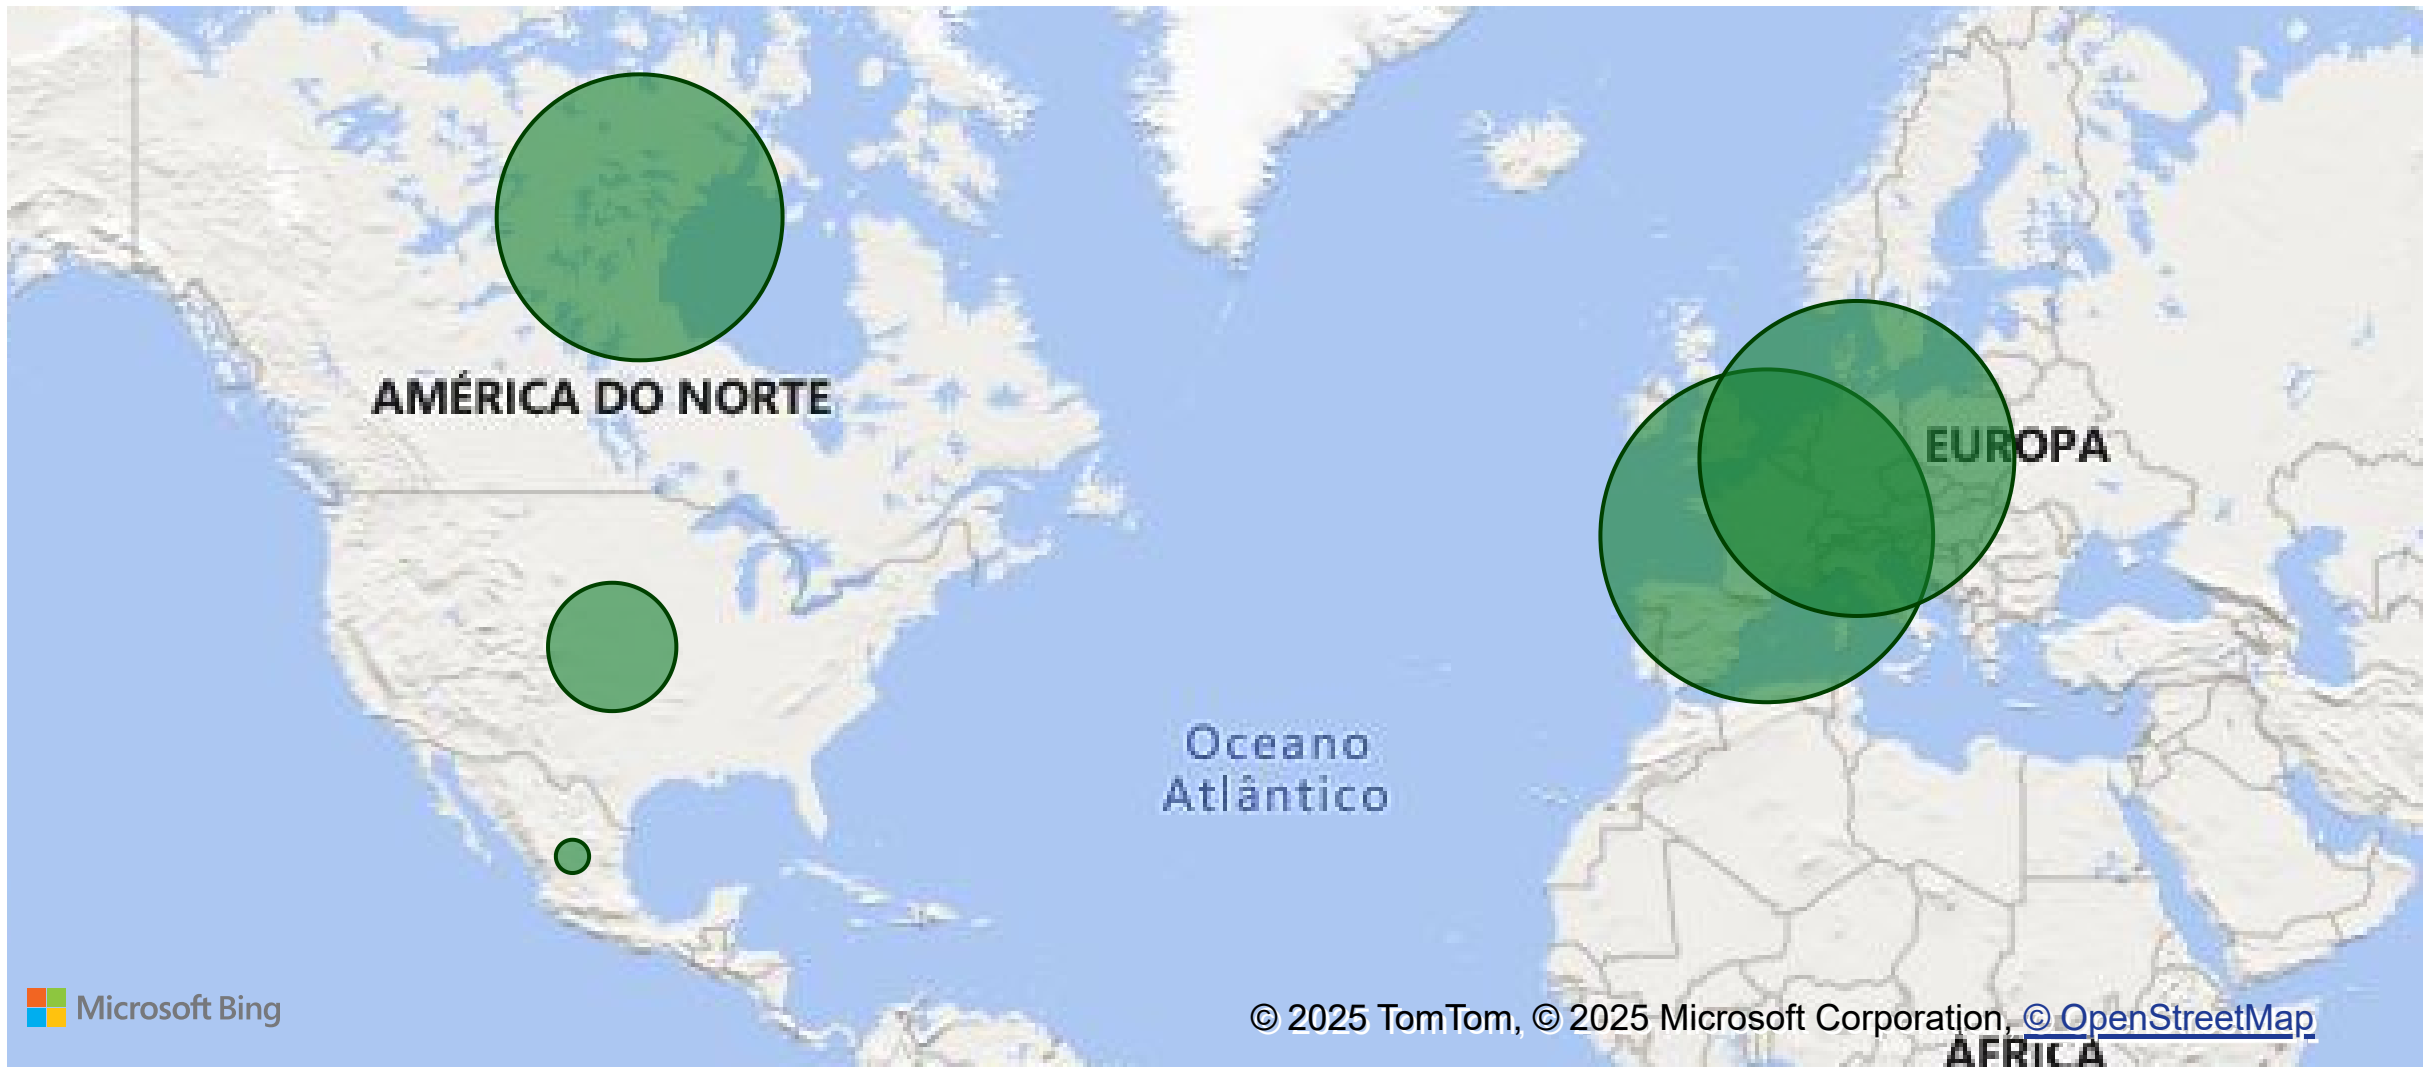 AMÉRICA DO NORTE
EUROPA
Oceano
Atlântico
Microsoft Bing
© 2025 TomTom, © 2025 Microsoft Corporation, © OpenStreetMap
ÁFRICA